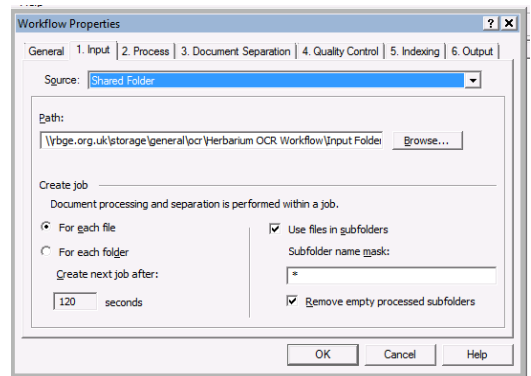 Workflow Properties
General 1. Input 2. Process 3. Document Separation 4. Quality Control 5. Indexing 6. Output
Source: Shared Folder
Path:
\\rbge.org.uk\storage\general\ocr\Herbarium OCR Workflow\Input Folder Browse...
Create job
Document processing and separation is performed within a job.
For each file
Use files in subfolders
For each folder
Subfolder name mask:
Create next job after:
*
120 seconds
Remove empty processed subfolders
OK Cancel Help